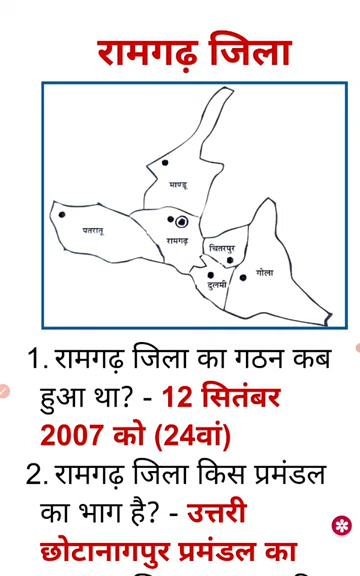 रामगढ़ जिला
माण्डू
पतरातू
रामगढ़
चितरपुर
गोला
दुलमी
1. रामगढ़ जिला का गठन कब
हुआ था? - 12 सितंबर
2007 को (24वां)
2. रामगढ़ जिला किस प्रमंडल
का भाग है? - उत्तरी
छोटानागपुर प्रमंडल का